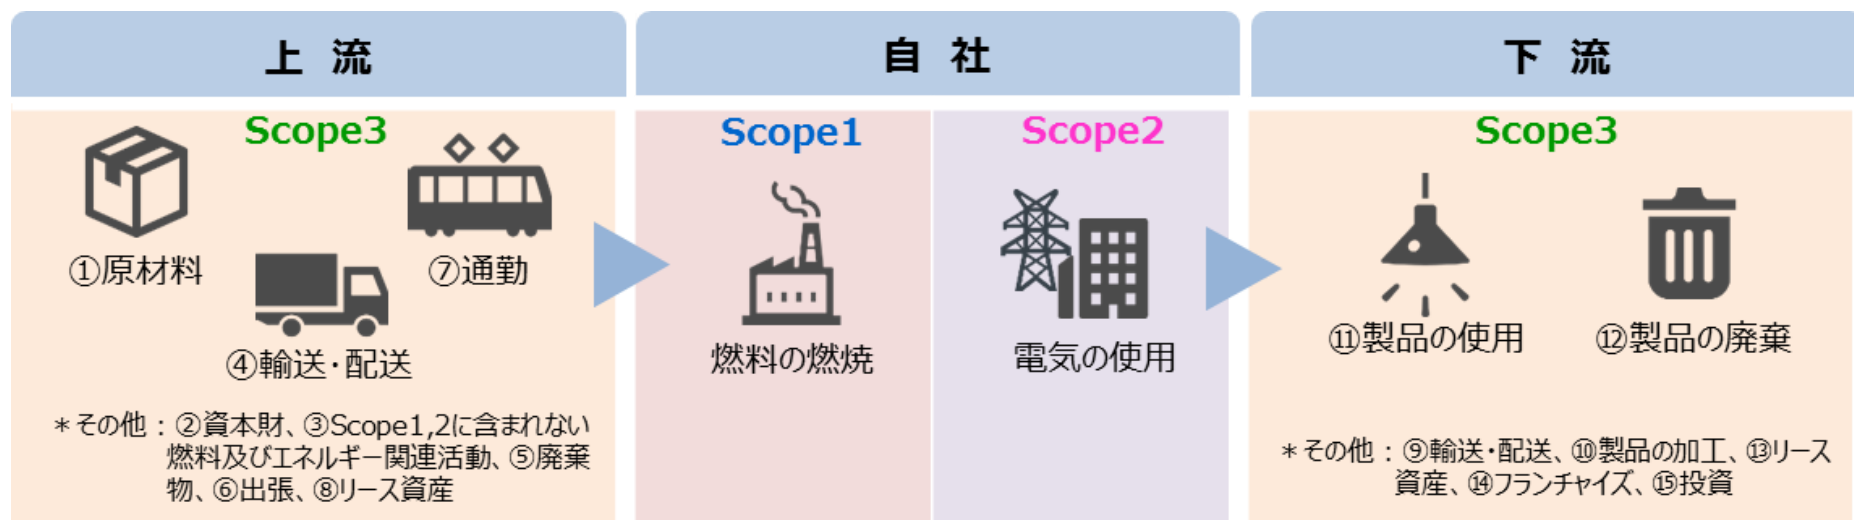 上 流
Scope3
①原材料
⑦通勤
④輸送・配送
＊その他：②資本財、③Scope1,2に含まれない
燃料及びエネルギー関連活動、⑤廃棄
物、⑥出張、⑧リース資産
自 社
Scope1
燃料の燃焼
Scope2
電気の使用
下 流
Scope3
⑪製品の使用
⑫製品の廃棄
＊その他：⑨輸送・配送、⑩製品の加工、⑬リース
資産、⑭フランチャイズ、⑮投資